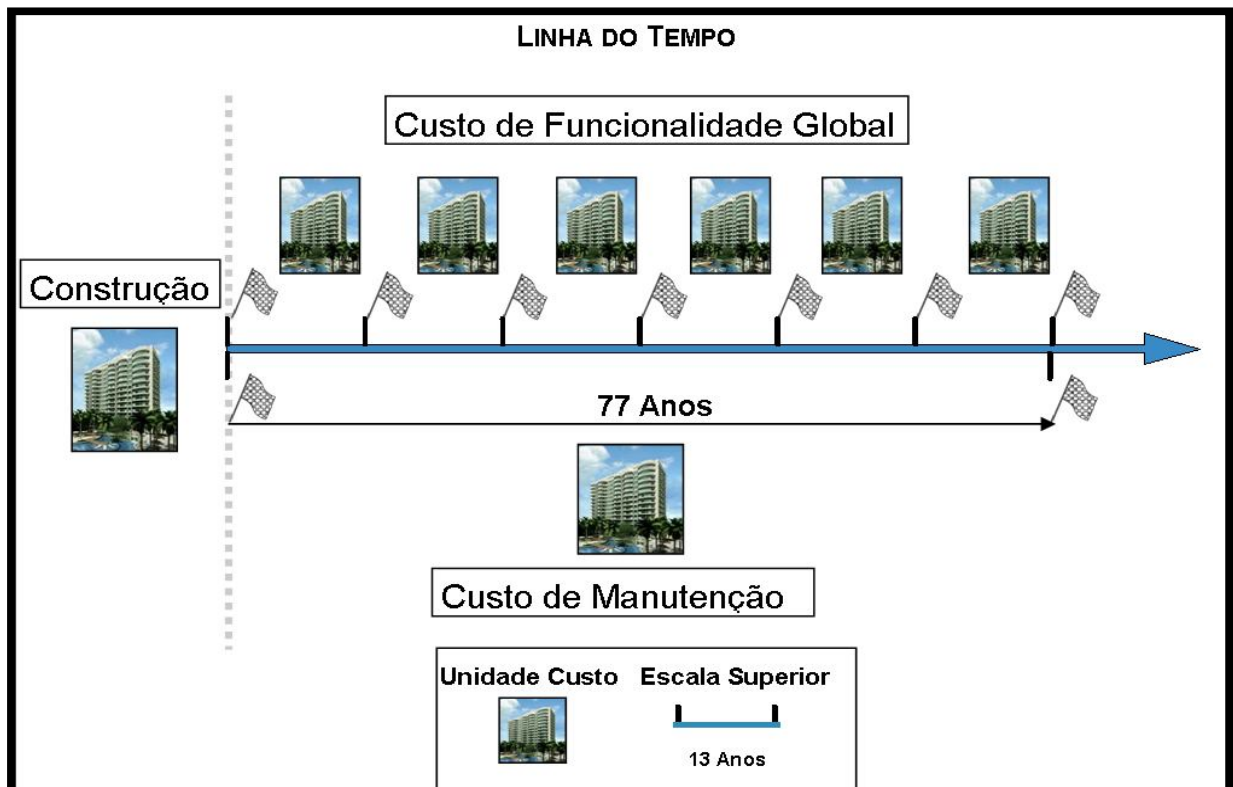 LINHA DO TEMPO
Custo de Funcionalidade Global
Construção
77 Anos
Custo de Manutenção
Unidade Custo
Escala Superior
13 Anos